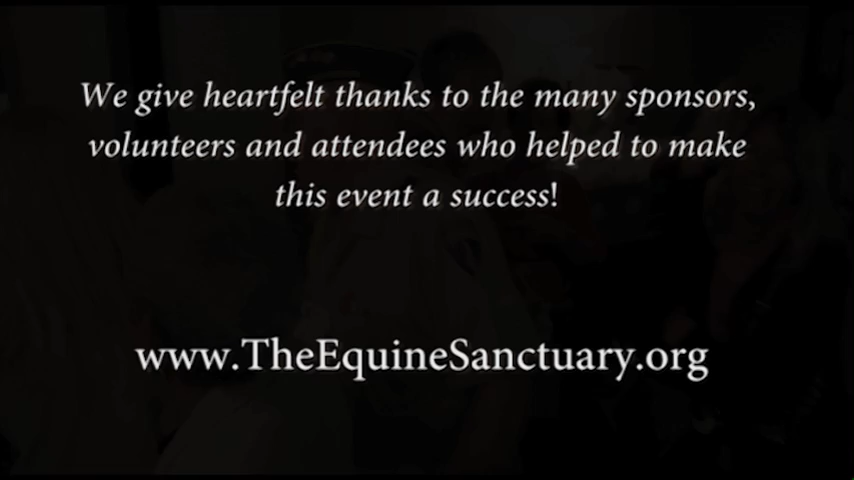 We give heartfelt thanks to the many sponsors,
volunteers and attendees who helped to make
this event a success!
www.TheEquineSanctuary.org